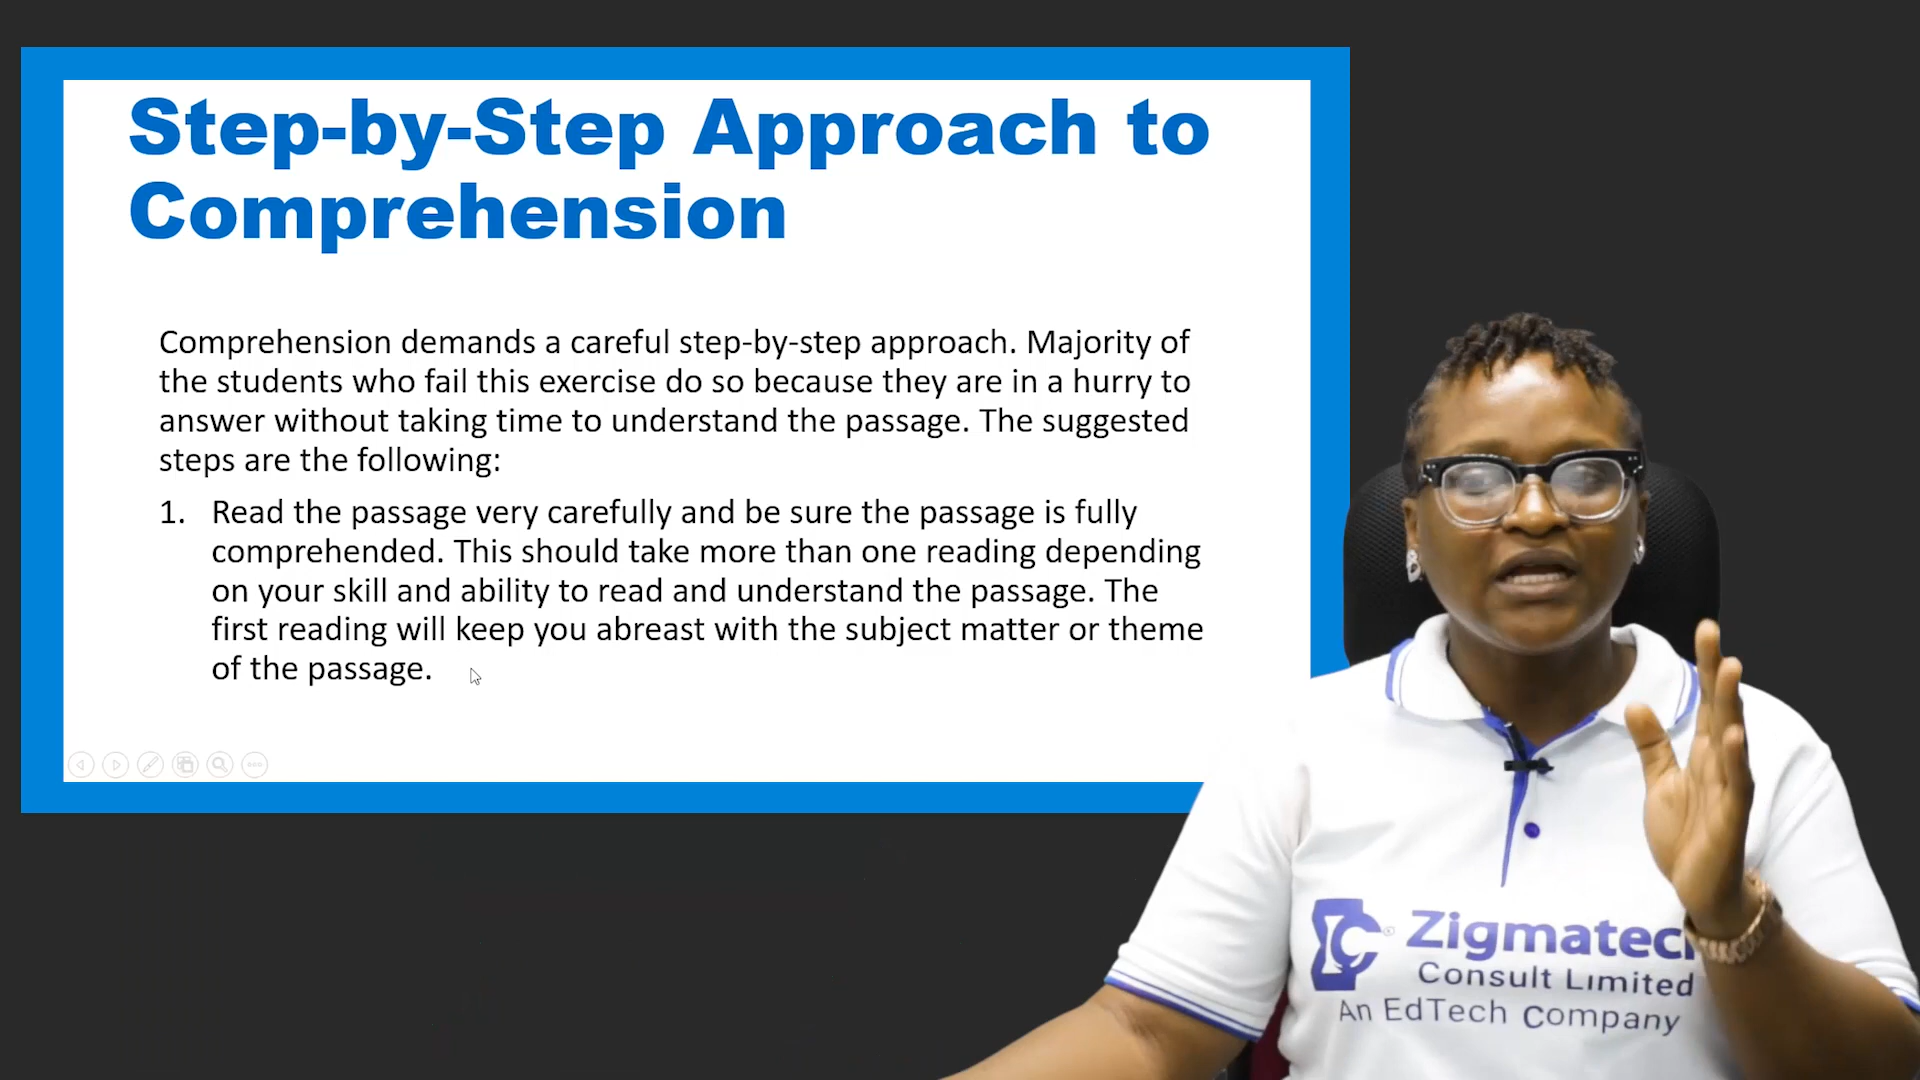 Step-by-Step Approach to
Comprehension
Comprehension demands a careful step-by-step approach. Majority of
the students who fail this exercise do so because they are in a hurry to
answer without taking time to understand the passage. The suggested
steps are the following:
1. Read the passage very carefully and be sure the passage is fully
comprehended. This should take more than one reading depending
on your skill and ability to read and understand the passage. The
first reading will keep you abreast with the subject matter or theme
of the passage.
Zigmatech
Consult Limited
An EdTech Company